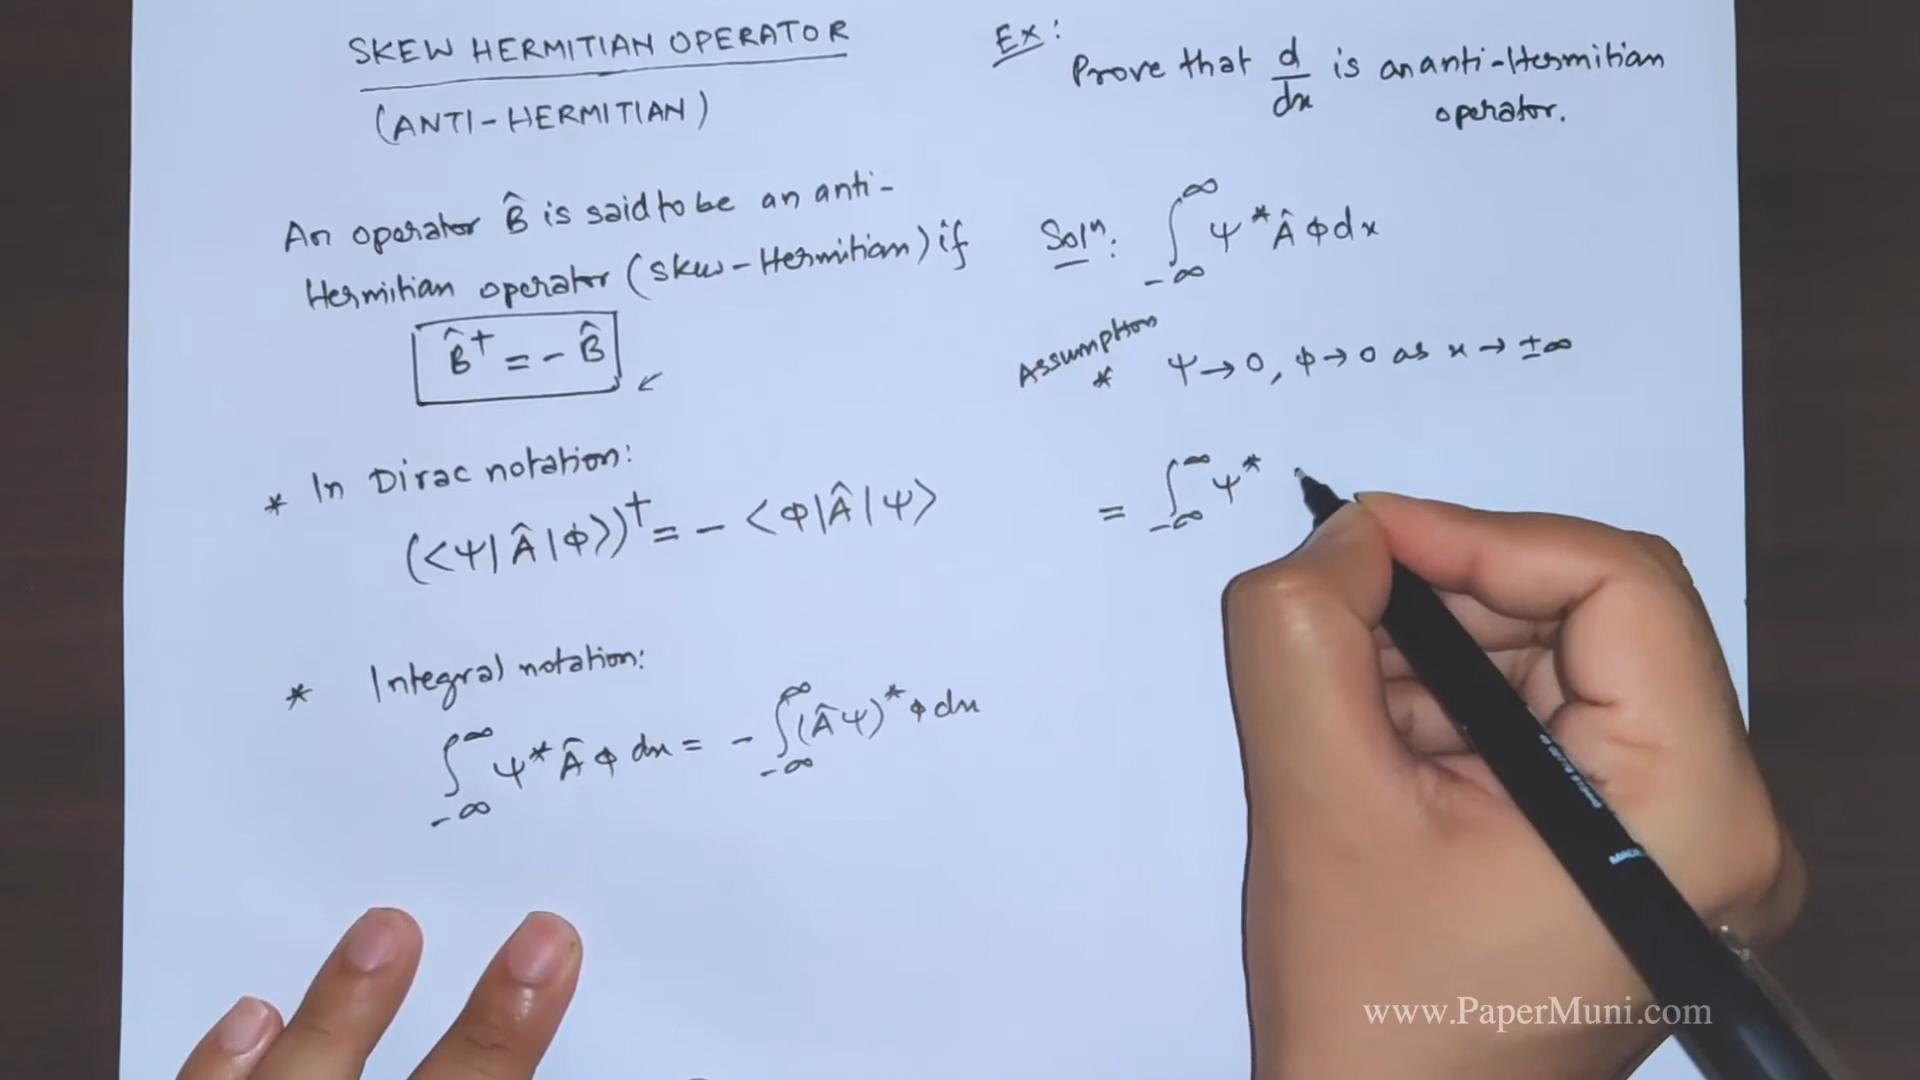 SKEW HERMITIAN OPERATOR
(ANTI-HERMITIAN)
An operator B̂ is said to be an anti-
Hermitian operator (skew-Hermitian) if
B̂† = - B̂
* In Dirac notation:
(<Ψ|Â|Φ>)† = - <Φ|Â|Ψ>
* Integral notation:
∫_{-∞}^{∞} Ψ* Â Φ dx = - ∫_{-∞}^{∞} (ÂΨ)* Φ dx
Ex:
Prove that d/dx is an anti-Hermitian
operator.
Solⁿ: ∫_{-∞}^{∞} Ψ* Â Φ dx
Assumption
* Ψ → 0, Φ → 0 as x → ±∞
= ∫_{-∞}^{∞} Ψ*
www.PaperMuni.com